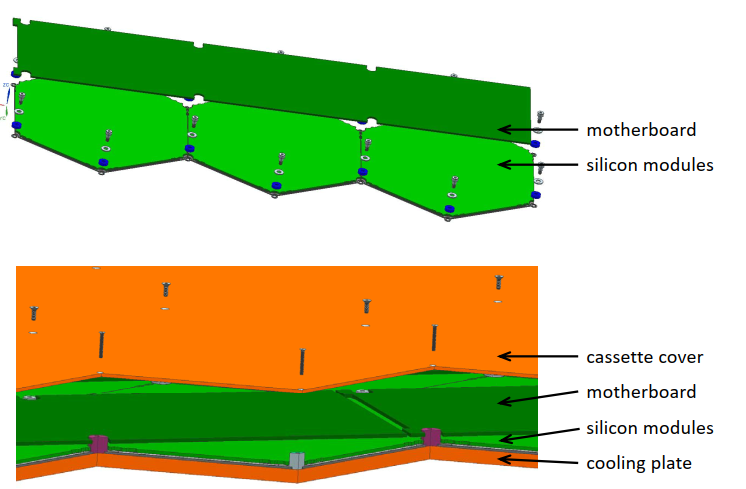 motherboard
silicon modules
cassette cover
motherboard
silicon modules
cooling plate